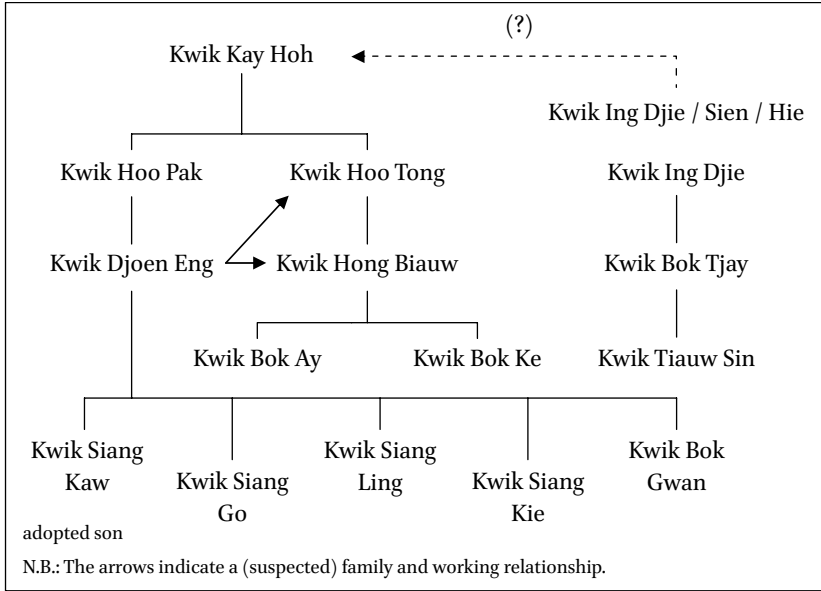 (?)
Kwik Kay Hoh
Kwik Ing Djie / Sien / Hie
Kwik Hoo Pak
Kwik Hoo Tong
Kwik Ing Djie
Kwik Djoen Eng
Kwik Hong Biauw
Kwik Bok Tjay
Kwik Bok Ay
Kwik Bok Ke
Kwik Tiauw Sin
Kwik Siang
Kaw
Kwik Siang
Go
Kwik Siang
Ling
Kwik Siang
Kie
Kwik Bok
Gwan
adopted son
N.B.: The arrows indicate a (suspected) family and working relationship.